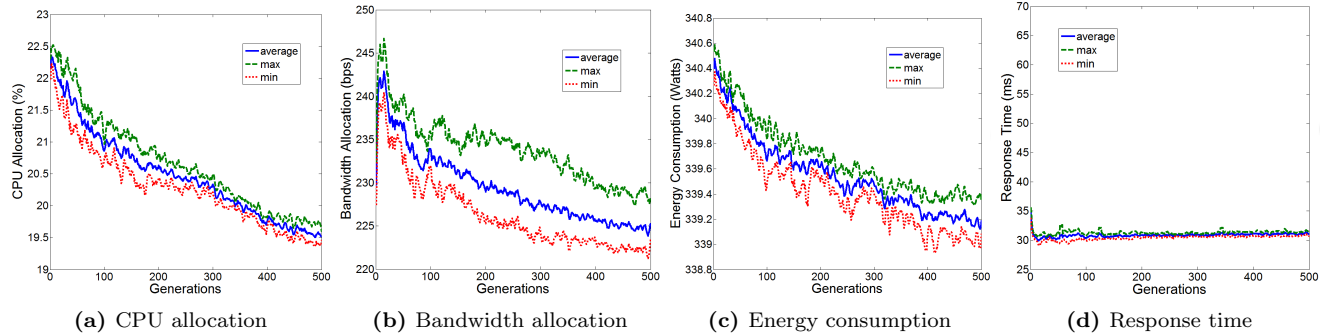 CPU Allocation (%)
22.5
22
21.5
21
20.5
20
19.5
19
0
100
200
300
400
500
Generations
average
max
min
(a) CPU allocation
Bandwidth Allocation (bps)
250
245
240
235
230
225
220
0
100
200
300
400
500
Generations
average
max
min
(b) Bandwidth allocation
Energy Consumption (Watts)
340.8
340.6
340.4
340.2
340
339.8
339.6
339.4
339.2
339
338.8
0
100
200
300
400
500
Generations
average
max
min
(c) Energy consumption
Response Time (ms)
70
65
60
55
50
45
40
35
30
25
0
100
200
300
400
500
Generations
average
max
min
(d) Response time